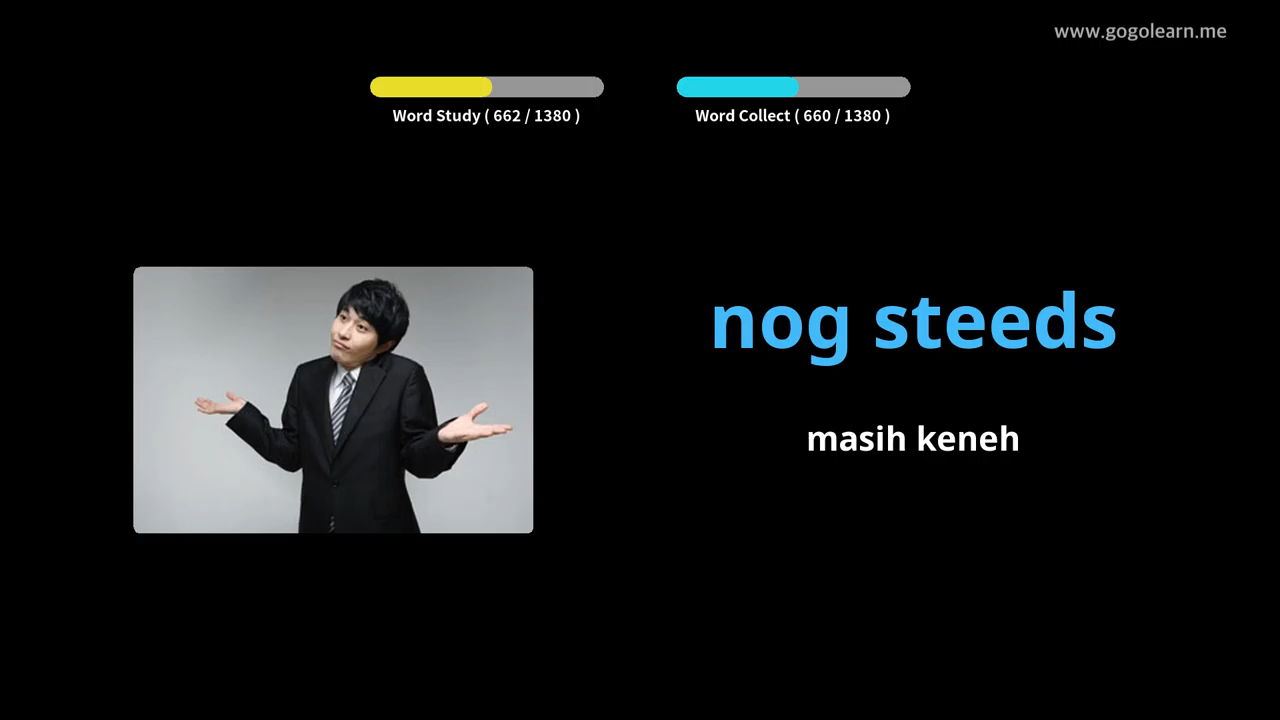 www.gogolearn.me
Word Study ( 662 / 1380 )
Word Collect ( 660 / 1380 )
nog steeds
masih keneh